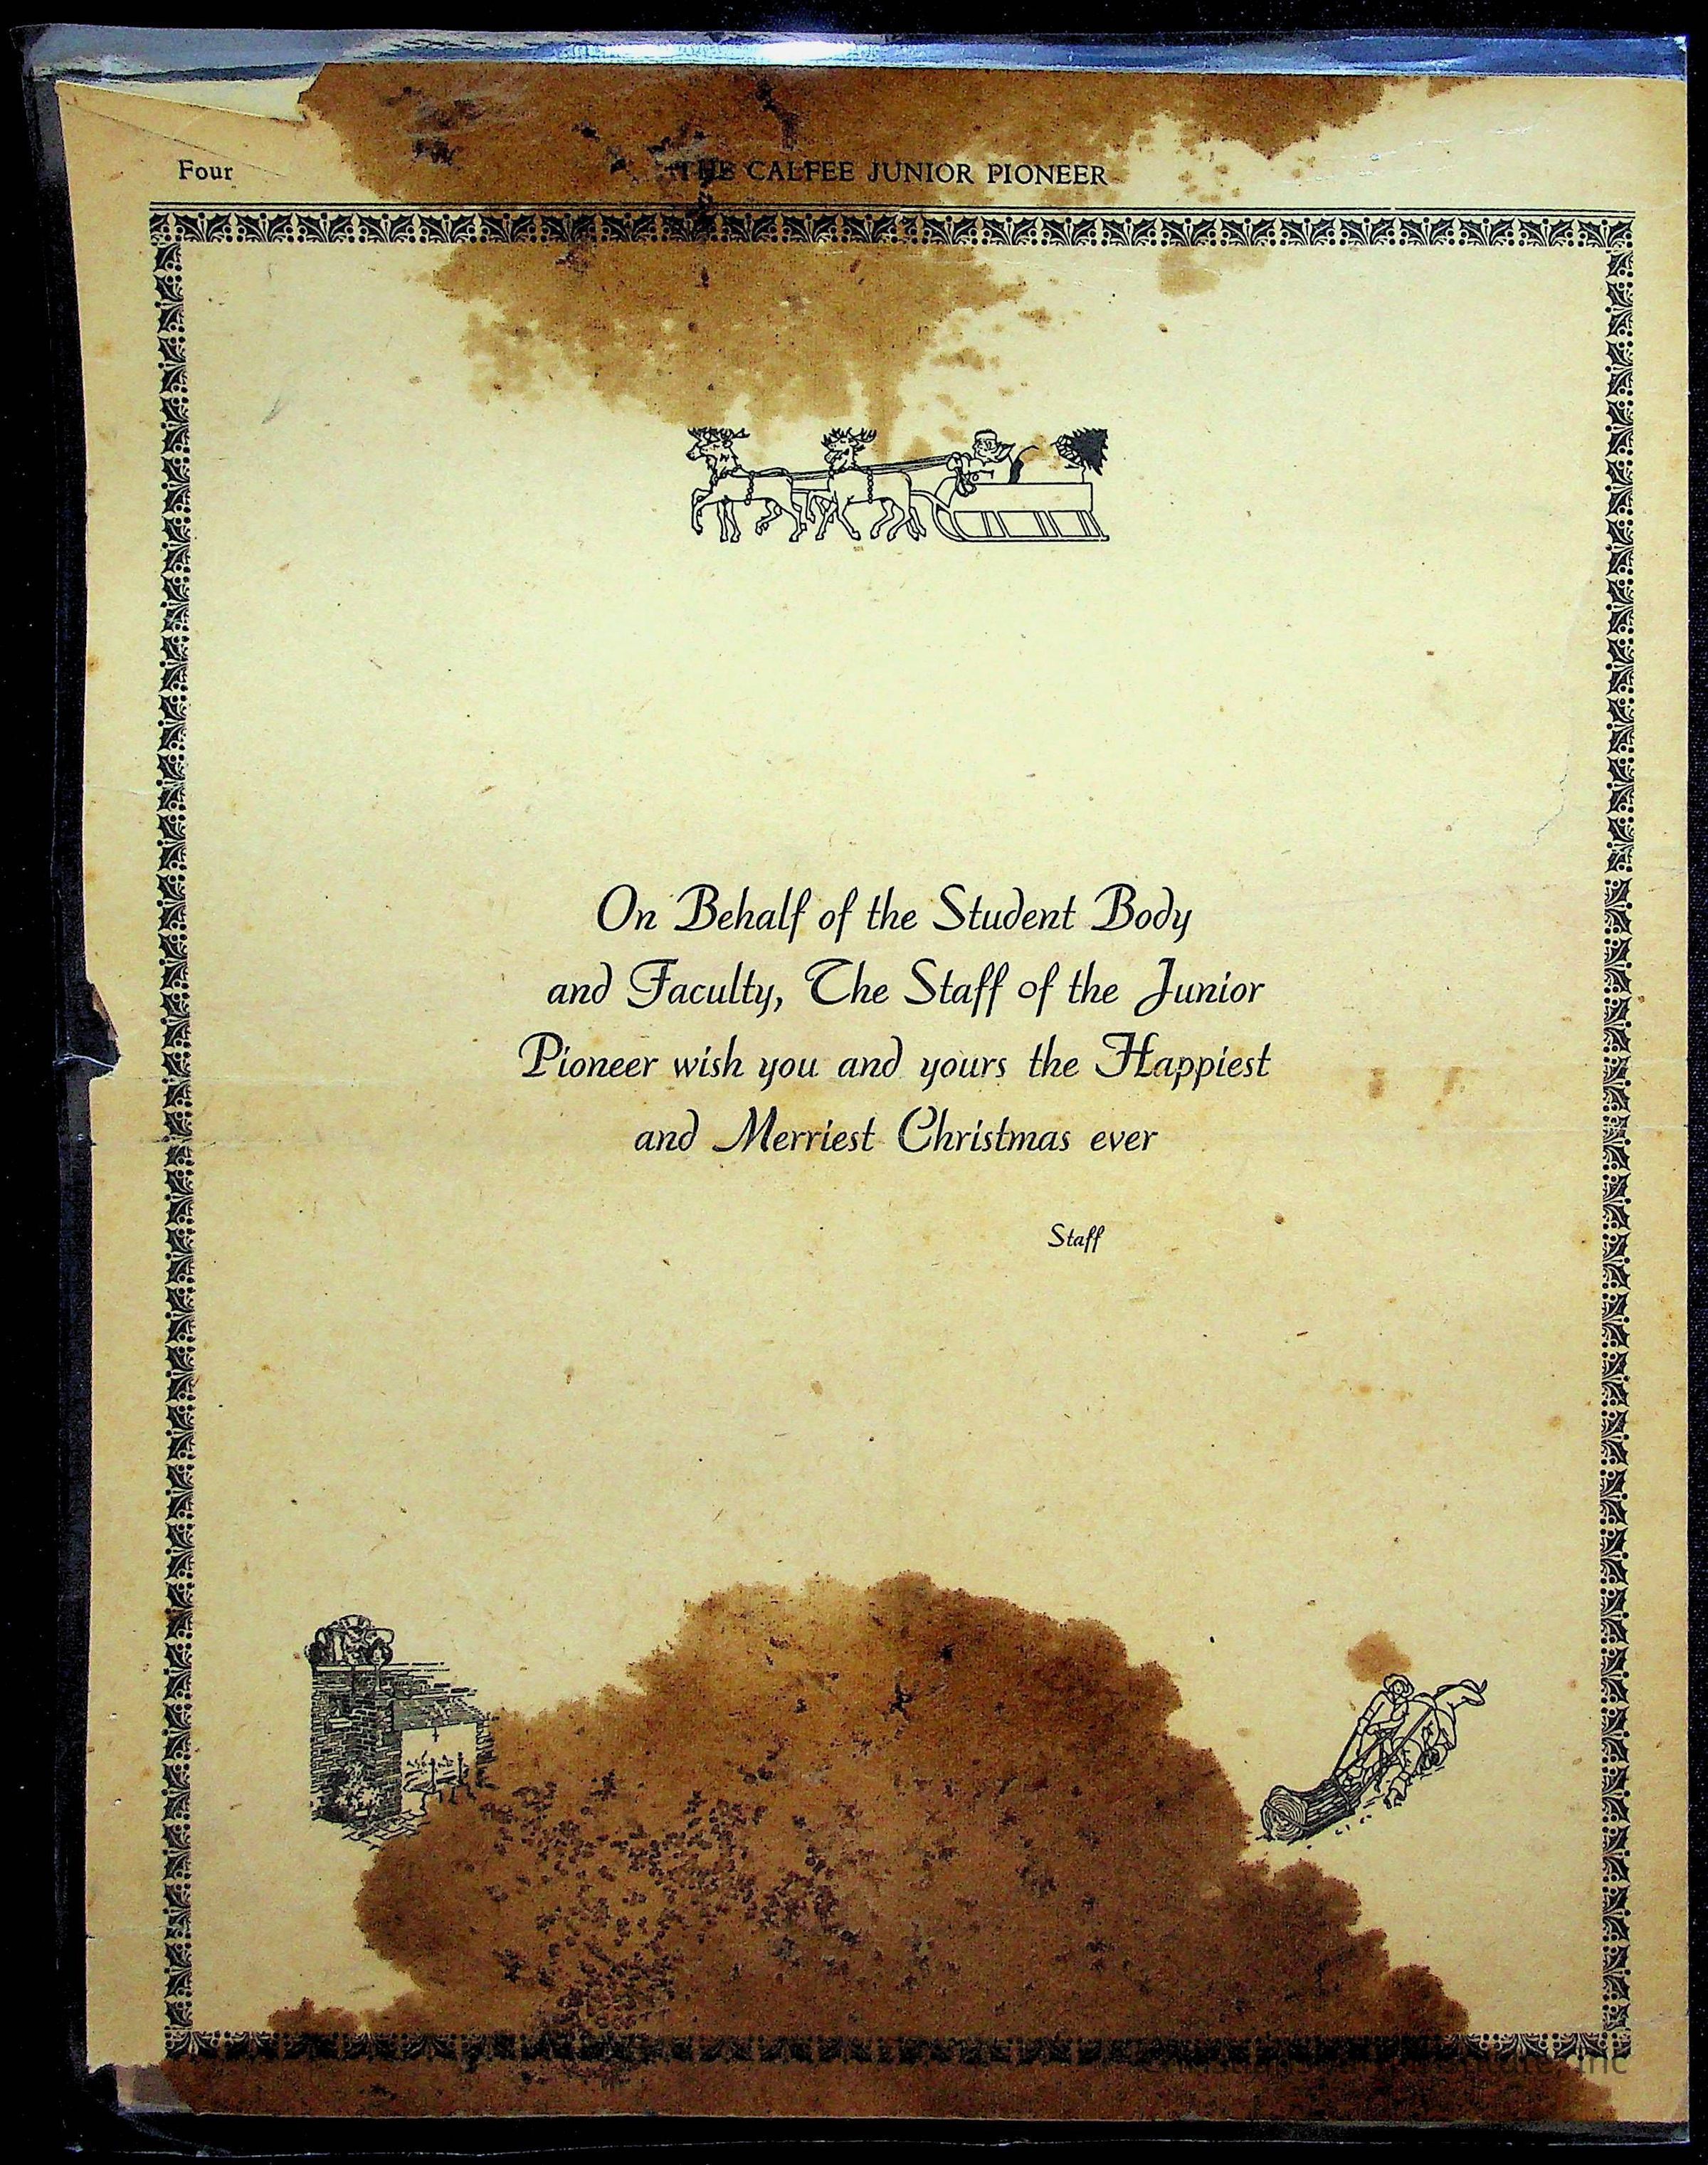 Four
THE CALFEE JUNIOR PIONEER
On Behalf of the Student Body
and Faculty, The Staff of the Junior
Pioneer wish you and yours the Happiest
and Merriest Christmas ever
Staff
Inc